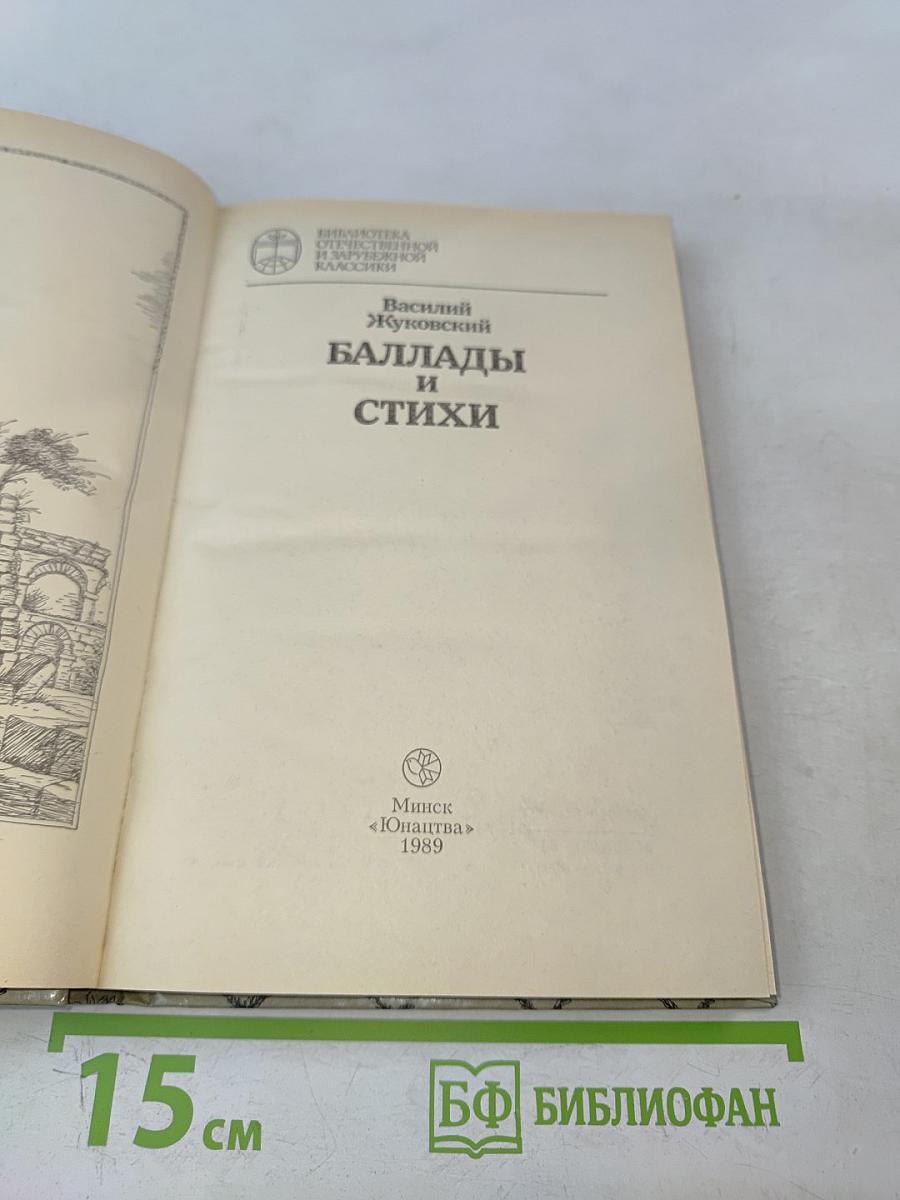 БИБЛИОТЕКА
ОТЕЧЕСТВЕННОЙ
И ЗАРУБЕЖНОЙ
КЛАССИКИ
Василий
Жуковский
БАЛЛАДЫ
И
СТИХИ
Минск
«Юнацтва»
1989
15 см
БФ БИБЛИОФАН